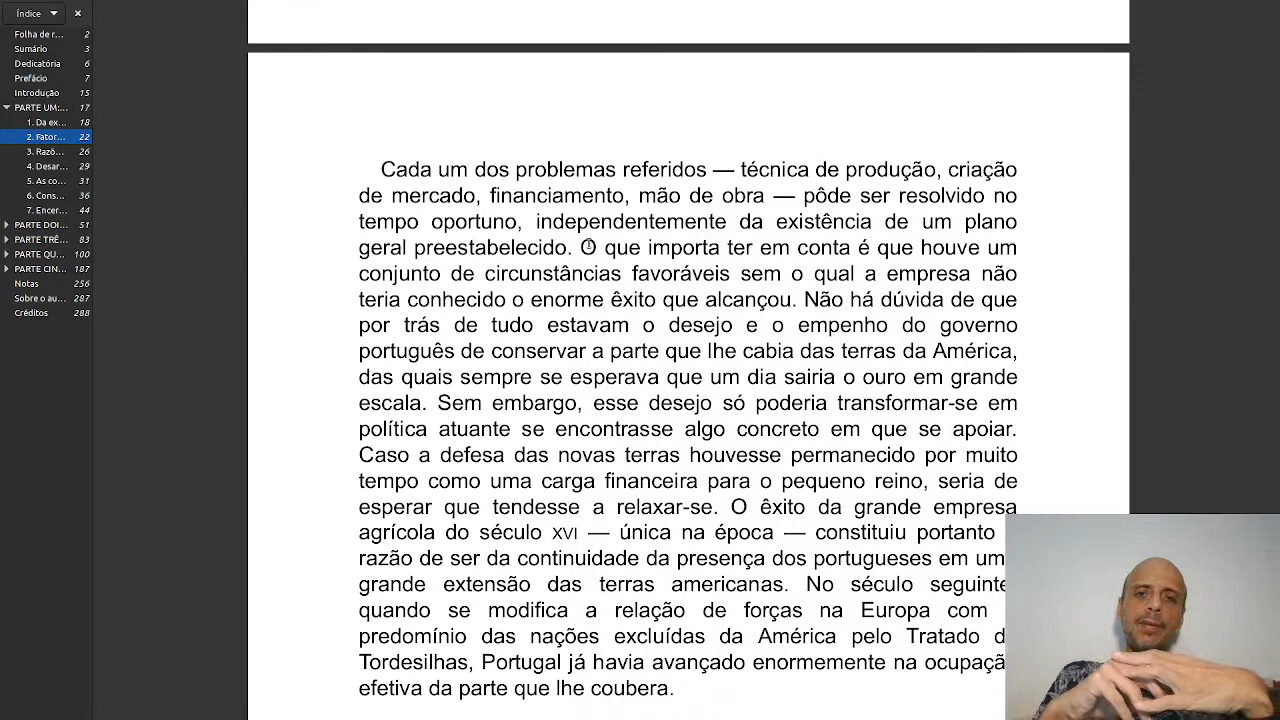 Índice
Folha de r... 2
Sumário 3
Dedicatória 6
Prefácio 7
Introdução 15
PARTE UM:... 17
1. Da ex... 18
2. Fator... 22
3. Razõ... 26
4. Desar... 29
5. As co... 31
6. Cons... 36
7. Encer... 44
PARTE DOI... 51
PARTE TRÊ... 83
PARTE QU... 100
PARTE CIN... 187
Notas 256
Sobre o au... 287
Créditos 288
Cada um dos problemas referidos — técnica de produção, criação
de mercado, financiamento, mão de obra — pôde ser resolvido no
tempo oportuno, independentemente da existência de um plano
geral preestabelecido. O que importa ter em conta é que houve um
conjunto de circunstâncias favoráveis sem o qual a empresa não
teria conhecido o enorme êxito que alcançou. Não há dúvida de que
por trás de tudo estavam o desejo e o empenho do governo
português de conservar a parte que lhe cabia das terras da América,
das quais sempre se esperava que um dia sairia o ouro em grande
escala. Sem embargo, esse desejo só poderia transformar-se em
política atuante se encontrasse algo concreto em que se apoiar.
Caso a defesa das novas terras houvesse permanecido por muito
tempo como uma carga financeira para o pequeno reino, seria de
esperar que tendesse a relaxar-se. O êxito da grande empresa
agrícola do século XVI — única na época — constituiu portanto
razão de ser da continuidade da presença dos portugueses em um
grande extensão das terras americanas. No século seguinte
quando se modifica a relação de forças na Europa com
predomínio das nações excluídas da América pelo Tratado d
Tordesilhas, Portugal já havia avançado enormemente na ocupaçã
efetiva da parte que lhe coubera.